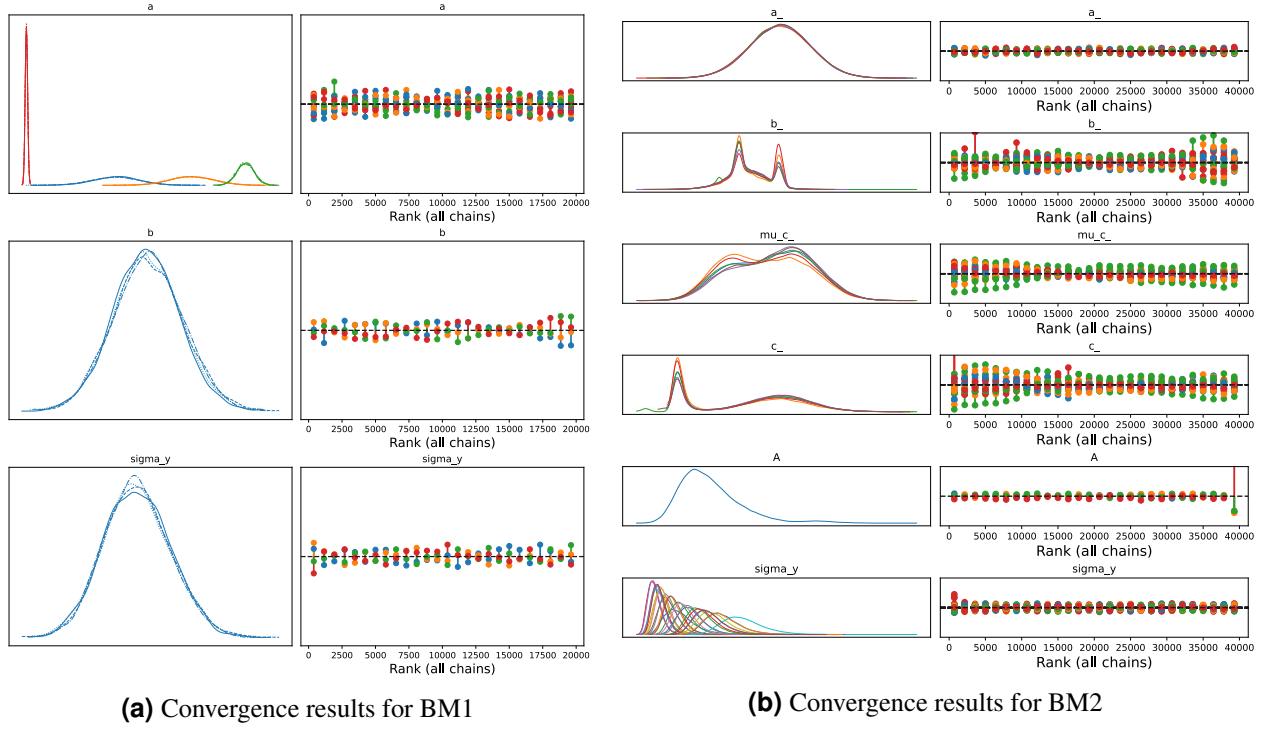 a
a
0 2500 5000 7500 10000 12500 15000 17500 20000
Rank (all chains)
b
b
0 2500 5000 7500 10000 12500 15000 17500 20000
Rank (all chains)
sigma_y
sigma_y
0 2500 5000 7500 10000 12500 15000 17500 20000
Rank (all chains)
(a) Convergence results for BM1
a_
a_
0 5000 10000 15000 20000 25000 30000 35000 40000
Rank (all chains)
b_
b_
0 5000 10000 15000 20000 25000 30000 35000 40000
Rank (all chains)
mu_c_
mu_c_
0 5000 10000 15000 20000 25000 30000 35000 40000
Rank (all chains)
c_
c_
0 5000 10000 15000 20000 25000 30000 35000 40000
Rank (all chains)
A
A
0 5000 10000 15000 20000 25000 30000 35000 40000
Rank (all chains)
sigma_y
sigma_y
0 5000 10000 15000 20000 25000 30000 35000 40000
Rank (all chains)
(b) Convergence results for BM2